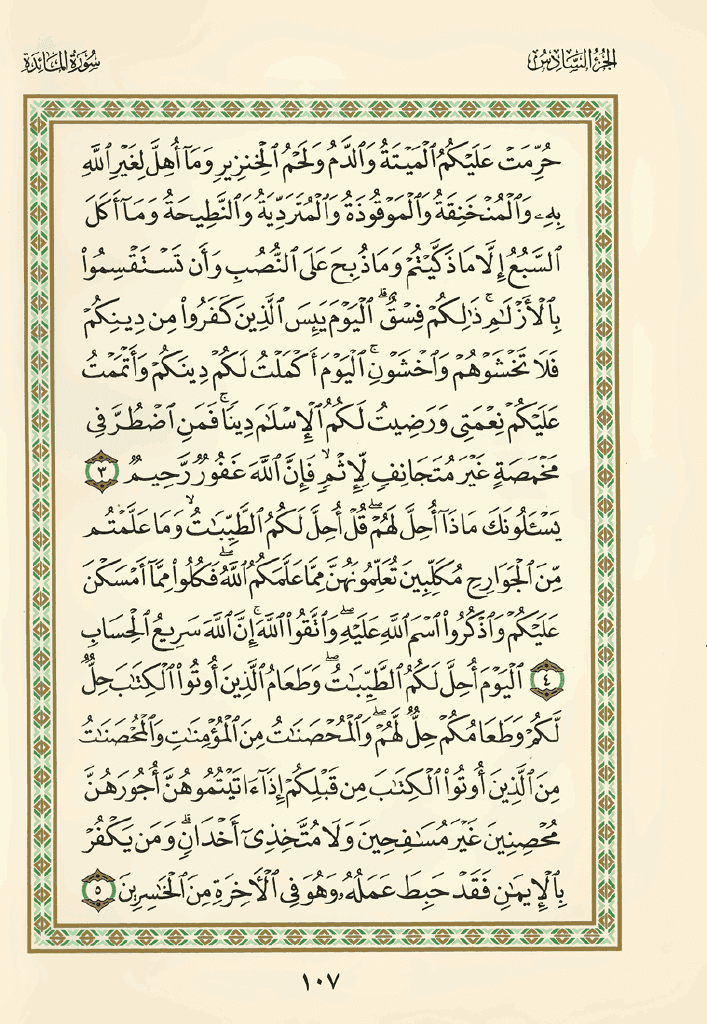 الجزء السادس
سورة المائدة
حُرِّمَتْ عَلَيْكُمُ ٱلْمَيْتَةُ وَٱلدَّمُ وَلَحْمُ ٱلْخِنزِيرِ وَمَآ أُهِلَّ لِغَيْرِ ٱللَّهِ
بِهِۦ وَٱلْمُنْخَنِقَةُ وَٱلْمَوْقُوذَةُ وَٱلْمُتَرَدِّيَةُ وَٱلنَّطِيحَةُ وَمَآ أَكَلَ
ٱلسَّبُعُ إِلَّا مَا ذَكَّيْتُمْ وَمَا ذُبِحَ عَلَى ٱلنُّصُبِ وَأَن تَسْتَقْسِمُوا۟
بِٱلْأَزْلَٰمِ ۚ ذَٰلِكُمْ فِسْقٌ ۗ ٱلْيَوْمَ يَئِسَ ٱلَّذِينَ كَفَرُوا۟ مِن دِينِكُمْ
فَلَا تَخْشَوْهُمْ وَٱخْشَوْنِ ۚ ٱلْيَوْمَ أَكْمَلْتُ لَكُمْ دِينَكُمْ وَأَتْمَمْتُ
عَلَيْكُمْ نِعْمَتِى وَرَضِيتُ لَكُمُ ٱلْإِسْلَٰمَ دِينًا ۚ فَمَنِ ٱضْطُرَّ فِى
مَخْمَصَةٍ غَيْرَ مُتَجَانِفٍ لِّإِثْمٍ ۙ فَإِنَّ ٱللَّهَ غَفُورٌ رَّحِيمٌ ٣
يَسْـَٔلُونَكَ مَاذَآ أُحِلَّ لَهُمْ ۖ قُلْ أُحِلَّ لَكُمُ ٱلطَّيِّبَٰتُ ۙ وَمَا عَلَّمْتُم
مِّنَ ٱلْجَوَارِحِ مُكَلِّبِينَ تُعَلِّمُونَهُنَّ مِمَّا عَلَّمَكُمُ ٱللَّهُ ۖ فَكُلُوا۟ مِمَّآ أَمْسَكْنَ
عَلَيْكُمْ وَٱذْكُرُوا۟ ٱسْمَ ٱللَّهِ عَلَيْهِ ۖ وَٱتَّقُوا۟ ٱللَّهَ ۚ إِنَّ ٱللَّهَ سَرِيعُ ٱلْحِسَابِ
٤ ٱلْيَوْمَ أُحِلَّ لَكُمُ ٱلطَّيِّبَٰتُ ۖ وَطَعَامُ ٱلَّذِينَ أُوتُوا۟ ٱلْكِتَٰبَ حِلٌّ
لَّكُمْ وَطَعَامُكُمْ حِلٌّ لَّهُمْ ۖ وَٱلْمُحْصَنَٰتُ مِنَ ٱلْمُؤْمِنَٰتِ وَٱلْمُحْصَنَٰتُ
مِنَ ٱلَّذِينَ أُوتُوا۟ ٱلْكِتَٰبَ مِن قَبْلِكُمْ إِذَآ ءَاتَيْتُمُوهُنَّ أُجُورَهُنَّ
مُحْصِنِينَ غَيْرَ مُسَٰفِحِينَ وَلَا مُتَّخِذِىٓ أَخْدَانٍ ۗ وَمَن يَكْفُرْ
بِٱلْإِيمَٰنِ فَقَدْ حَبِطَ عَمَلُهُۥ وَهُوَ فِى ٱلْءَاخِرَةِ مِنَ ٱلْخَٰسِرِينَ ٥
١٠٧